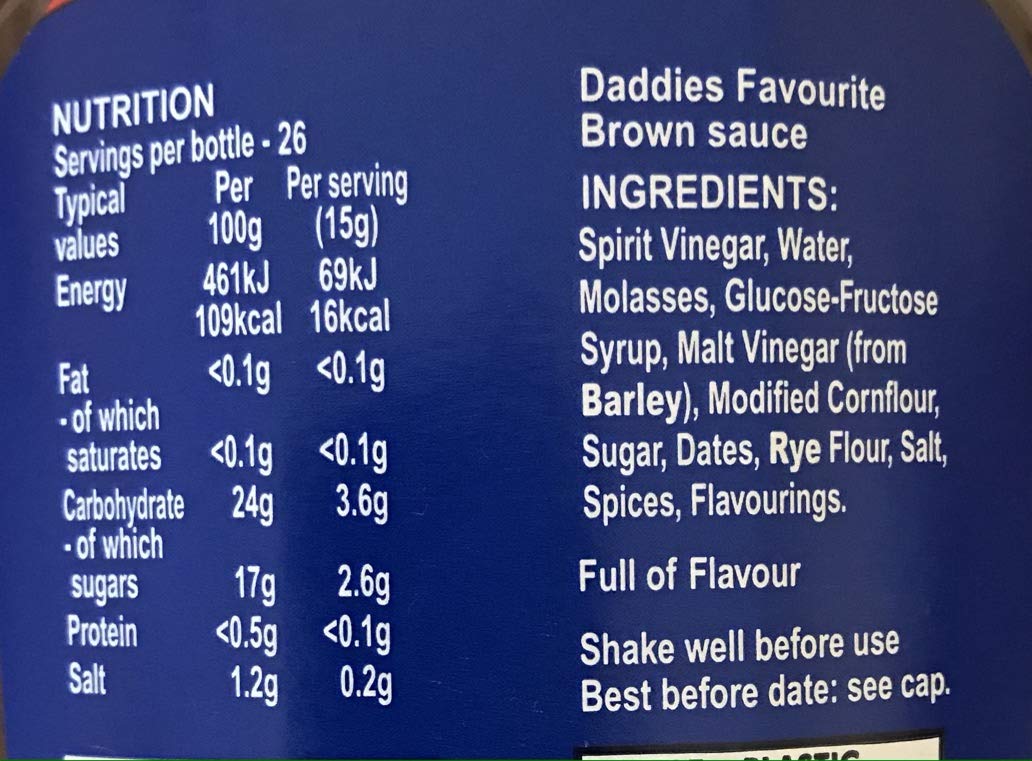 NUTRITION
Servings per bottle - 26
Typical values Per 100g Per serving (15g)
Energy 461kJ 69kJ
109kcal 16kcal
Fat <0.1g <0.1g
- of which
saturates <0.1g <0.1g
Carbohydrate 24g 3.6g
- of which
sugars 17g 2.6g
Protein <0.5g <0.1g
Salt 1.2g 0.2g
Daddies Favourite
Brown sauce
INGREDIENTS:
Spirit Vinegar, Water,
Molasses, Glucose-Fructose
Syrup, Malt Vinegar (from
Barley), Modified Cornflour,
Sugar, Dates, Rye Flour, Salt,
Spices, Flavourings.
Full of Flavour
Shake well before use
Best before date: see cap.
PLASTIC